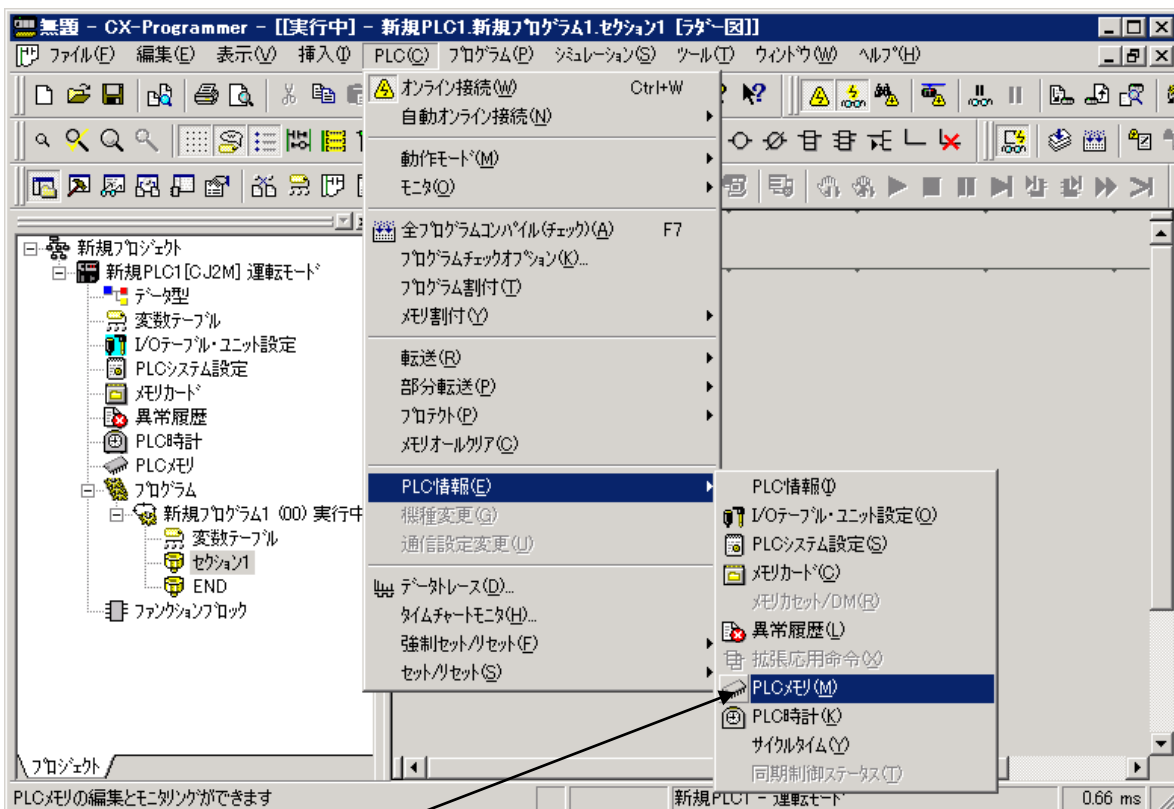 無題 - CX-Programmer - [[実行中] - 新規PLC1.新規プログラム1.セクション1 [ラダー図]]
ファイル(F) 編集(E) 表示(V) 挿入(I) PLC(C) プログラム(P) シミュレーション(S) ツール(T) ウィンドウ(W) ヘルプ(H)
オンライン接続(W) Ctrl+W
自動オンライン接続(N)
動作モード(M)
モニタ(O)
全プログラムコンパイル(チェック)(A) F7
プログラムチェックオプション(K)...
プログラム割付(T)
メモリ割付(Y)
転送(R)
部分転送(P)
プロテクト(P)
メモリオールクリア(C)
PLC情報(E)
機種変更(G)
通信設定変更(U)
データトレース(D)...
タイムチャートモニタ(H)...
強制セット/リセット(F)
セット/リセット(S)
PLC情報(I)
I/Oテーブル・ユニット設定(O)
PLCシステム設定(S)
メモリカード(C)
メモリカセット/DM(R)
異常履歴(L)
拡張応用命令(X)
PLCメモリ(M)
PLC時計(K)
サイクルタイム(Y)
同期制御ステータス(T)
新規プロジェクト
新規PLC1[CJ2M] 運転モード
データ型
変数テーブル
I/Oテーブル・ユニット設定
PLCシステム設定
メモリカード
異常履歴
PLC時計
PLCメモリ
プログラム
新規プログラム1 (00) 実行中
変数テーブル
セクション1
END
ファンクションブロック
プロジェクト
PLCメモリの編集とモニタリングができます
新規PLC1 - 運転モード
0.66 ms